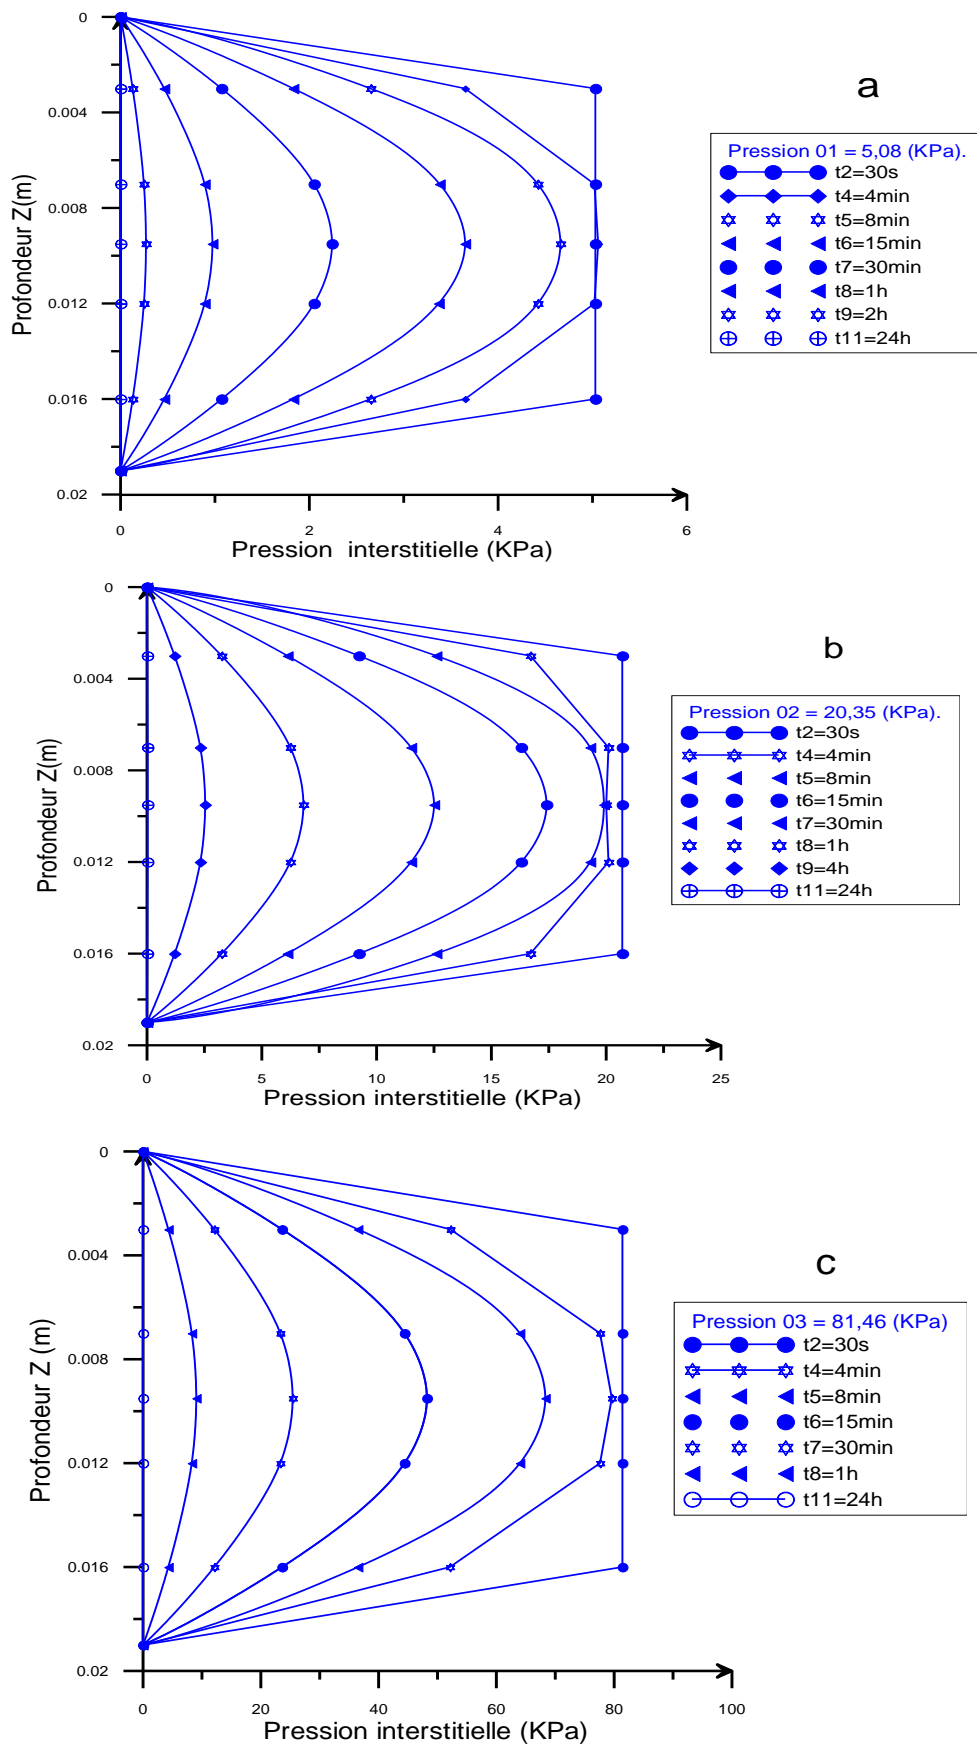 a
0
0.004
0.008
0.012
0.016
0.02
Profondeur Z(m)
0 2 4 6
Pression interstitielle (KPa)
Pression 01 = 5,08 (KPa).
t2=30s
t4=4min
t5=8min
t6=15min
t7=30min
t8=1h
t9=2h
t11=24h
b
0
0.004
0.008
0.012
0.016
0.02
Profondeur Z(m)
0 5 10 15 20 25
Pression interstitielle (KPa)
Pression 02 = 20,35 (KPa).
t2=30s
t4=4min
t5=8min
t6=15min
t7=30min
t8=1h
t9=4h
t11=24h
c
0
0.004
0.008
0.012
0.016
0.02
Profondeur Z (m)
0 20 40 60 80 100
Pression interstitielle (KPa)
Pression 03 = 81,46 (KPa)
t2=30s
t4=4min
t5=8min
t6=15min
t7=30min
t8=1h
t11=24h